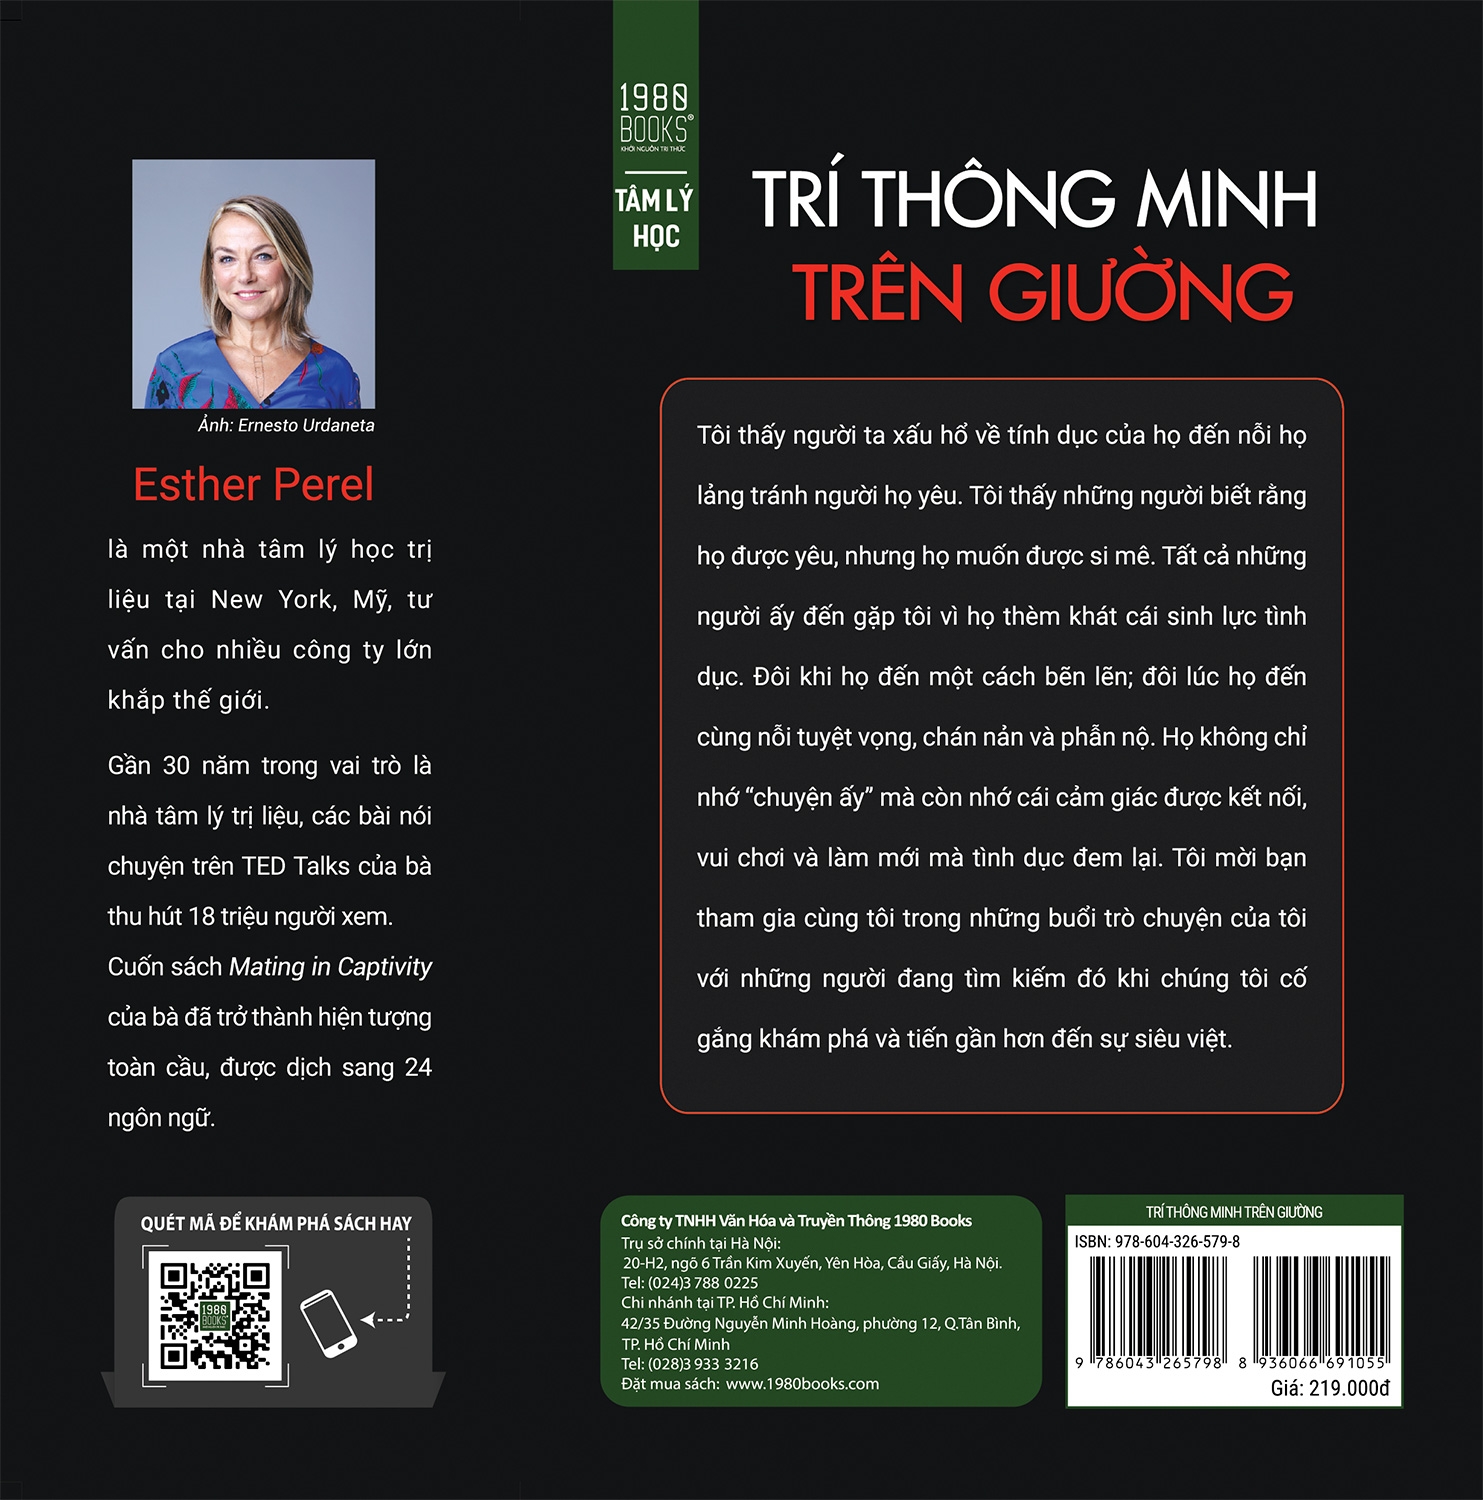 Ảnh: Ernesto Urdaneta
Esther Perel
là một nhà tâm lý học trị
liệu tại New York, Mỹ, tư
vấn cho nhiều công ty lớn
khắp thế giới.
Gần 30 năm trong vai trò là
nhà tâm lý trị liệu, các bài nói
chuyện trên TED Talks của bà
thu hút 18 triệu người xem.
Cuốn sách Mating in Captivity
của bà đã trở thành hiện tượng
toàn cầu, được dịch sang 24
ngôn ngữ.
QUÉT MÃ ĐỂ KHÁM PHÁ SÁCH HAY
1980
BOOKS
1980
BOOKS®
KHƠI NGUỒN TRI THỨC
TÂM LÝ
HỌC
TRÍ THÔNG MINH
TRÊN GIƯỜNG
Tôi thấy người ta xấu hổ về tính dục của họ đến nỗi họ
lảng tránh người họ yêu. Tôi thấy những người biết rằng
họ được yêu, nhưng họ muốn được si mê. Tất cả những
người ấy đến gặp tôi vì họ thèm khát cái sinh lực tình
dục. Đôi khi họ đến một cách bẽn lẽn; đôi lúc họ đến
cùng nỗi tuyệt vọng, chán nản và phẫn nộ. Họ không chỉ
nhớ “chuyện ấy” mà còn nhớ cái cảm giác được kết nối,
vui chơi và làm mới mà tình dục đem lại. Tôi mời bạn
tham gia cùng tôi trong những buổi trò chuyện của tôi
với những người đang tìm kiếm đó khi chúng tôi cố
gắng khám phá và tiến gần hơn đến sự siêu việt.
Công ty TNHH Văn Hóa và Truyền Thông 1980 Books
Trụ sở chính tại Hà Nội:
20-H2, ngõ 6 Trần Kim Xuyến, Yên Hòa, Cầu Giấy, Hà Nội.
Tel: (024)3 788 0225
Chi nhánh tại TP. Hồ Chí Minh:
42/35 Đường Nguyễn Minh Hoàng, phường 12, Q.Tân Bình,
TP. Hồ Chí Minh
Tel: (028)3 933 3216
Đặt mua sách: www.1980books.com
TRÍ THÔNG MINH TRÊN GIƯỜNG
ISBN: 978-604-326-579-8
9 786043 265798 8 936066 691055
Giá: 219.000đ